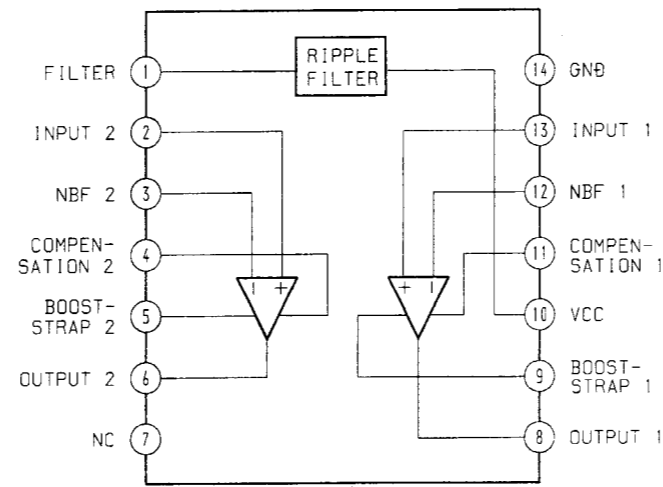 RIPPLE
FILTER
FILTER 1
INPUT 2 2
NBF 2 3
COMPEN-
SATION 2 4
BOOST-
STRAP 2 5
OUTPUT 2 6
NC 7
14 GND
13 INPUT 1
12 NBF 1
11 COMPEN-
SATION 1
10 VCC
9 BOOST-
STRAP 1
8 OUTPUT 1
- +
+ -